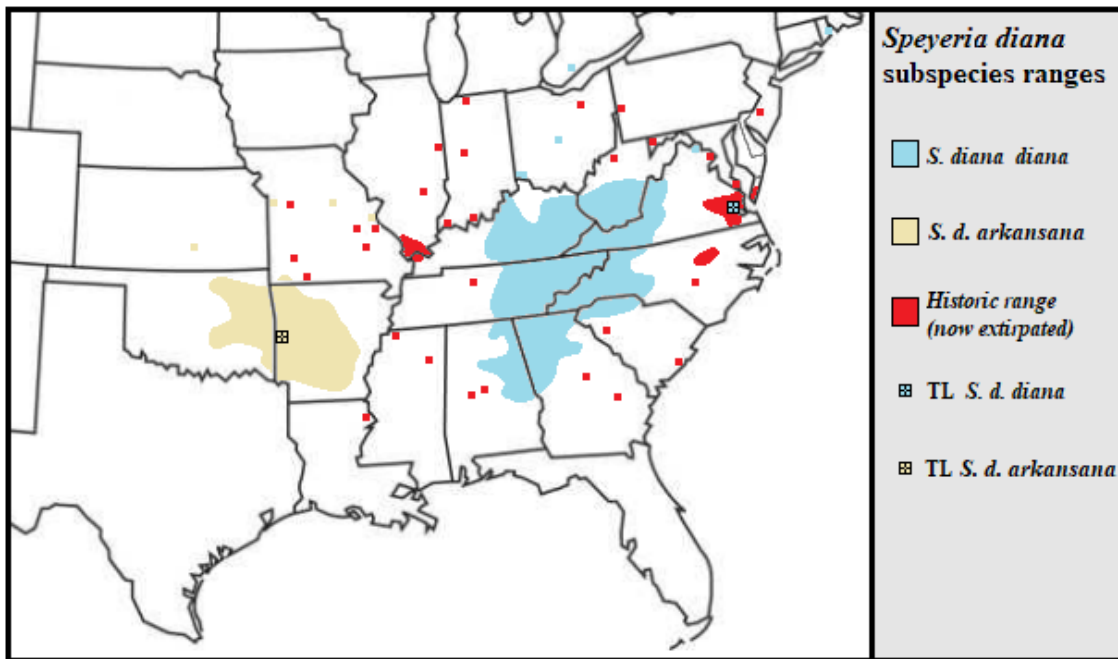 Speyeria diana
subspecies ranges
S. diana diana
S. d. arkansana
Historic range
(now extirpated)
TL S. d. diana
TL S. d. arkansana